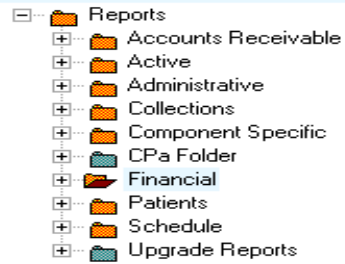 Reports
Accounts Receivable
Active
Administrative
Collections
Component Specific
CPa Folder
Financial
Patients
Schedule
Upgrade Reports